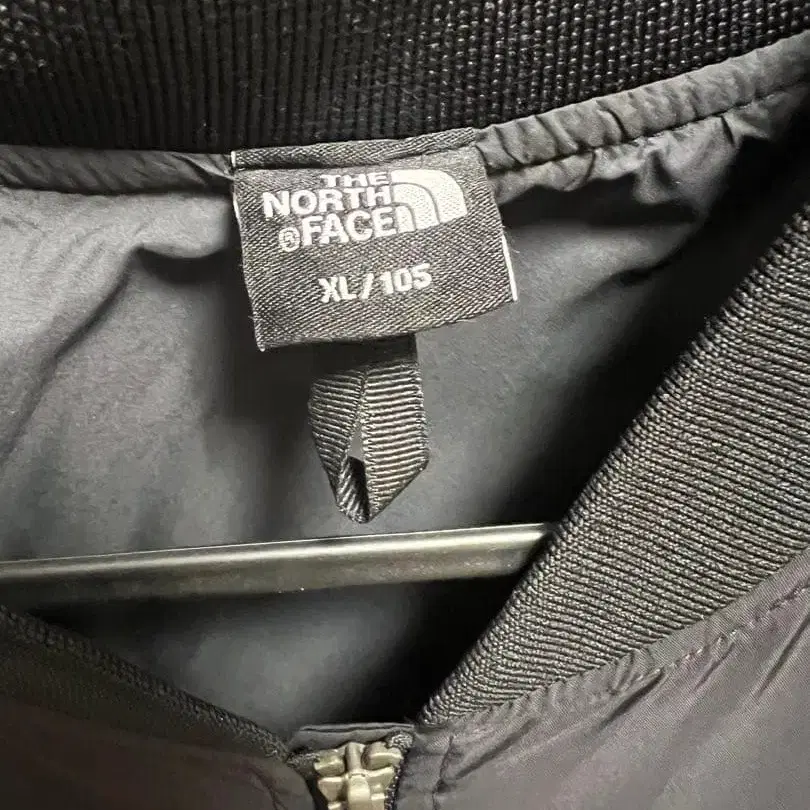 THE
NORTH
®FACE
XL/105